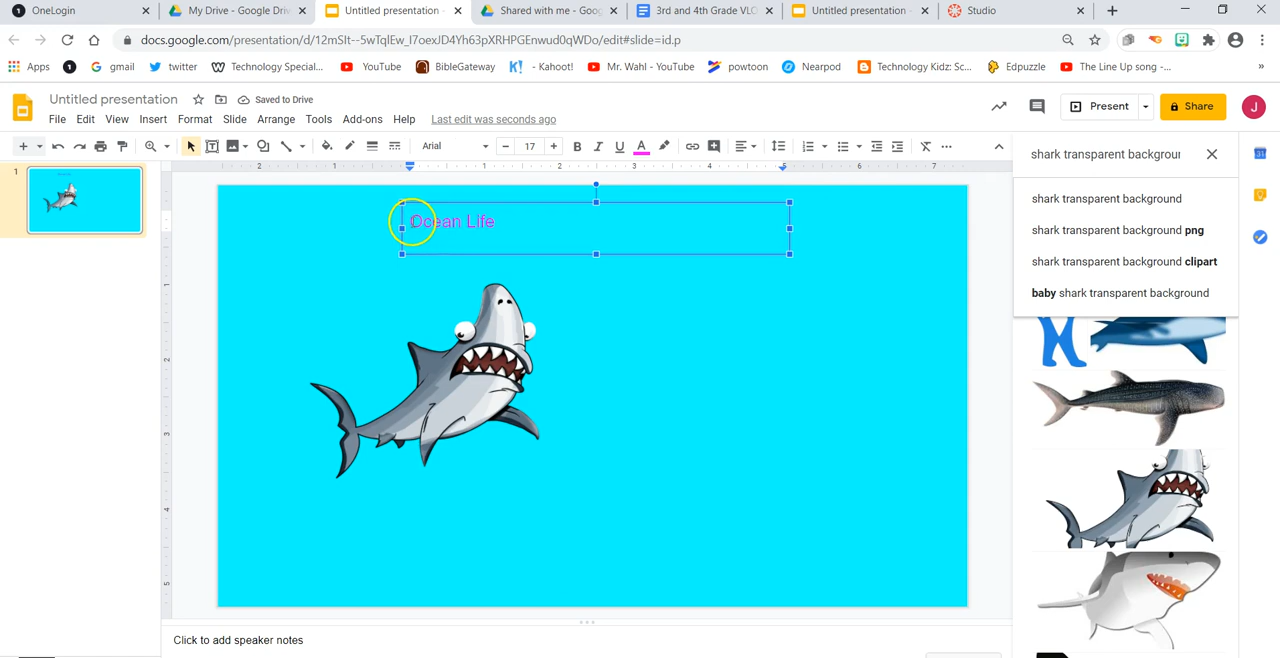 OneLogin
My Drive - Google Driv
Untitled presentation -
Shared with me - Goog
3rd and 4th Grade VLC
Untitled presentation -
Studio
docs.google.com/presentation/d/12mSIt--5wTqlEw_I7oexJD4Yh63pXRHPGEnwud0qWDo/edit#slide=id.p
Apps
gmail
twitter
Technology Special...
YouTube
BibleGateway
- Kahoot!
Mr. Wahl - YouTube
powtoon
Nearpod
Technology Kidz: Sc...
Edpuzzle
The Line Up song -...
Untitled presentation
Saved to Drive
File Edit View Insert Format Slide Arrange Tools Add-ons Help Last edit was seconds ago
Present
Share
J
Arial
17
shark transparent backgroun
shark transparent background
shark transparent background png
shark transparent background clipart
baby shark transparent background
1
Ocean Life
Click to add speaker notes